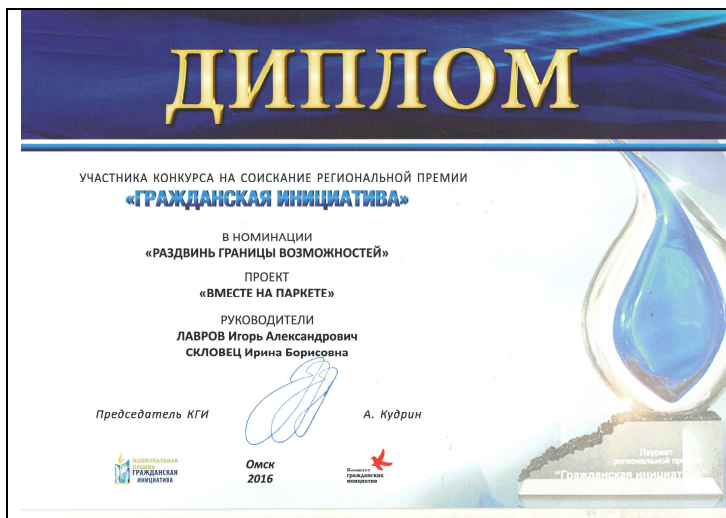 ДИПЛОМ
УЧАСТНИКА КОНКУРСА НА СОИСКАНИЕ РЕГИОНАЛЬНОЙ ПРЕМИИ
«ГРАЖДАНСКАЯ ИНИЦИАТИВА»
В НОМИНАЦИИ
«РАЗДВИНЬ ГРАНИЦЫ ВОЗМОЖНОСТЕЙ»
ПРОЕКТ
«ВМЕСТЕ НА ПАРКЕТЕ»
РУКОВОДИТЕЛИ
ЛАВРОВ Игорь Александрович
СКЛОВЕЦ Ирина Борисовна
Председатель КГИ
А. Кудрин
НАЦИОНАЛЬНАЯ
ПРЕМИЯ
ГРАЖДАНСКАЯ
ИНИЦИАТИВА
Омск
2016
Комитет
гражданских
инициатив
Лауреат
региональной
"Гражданская